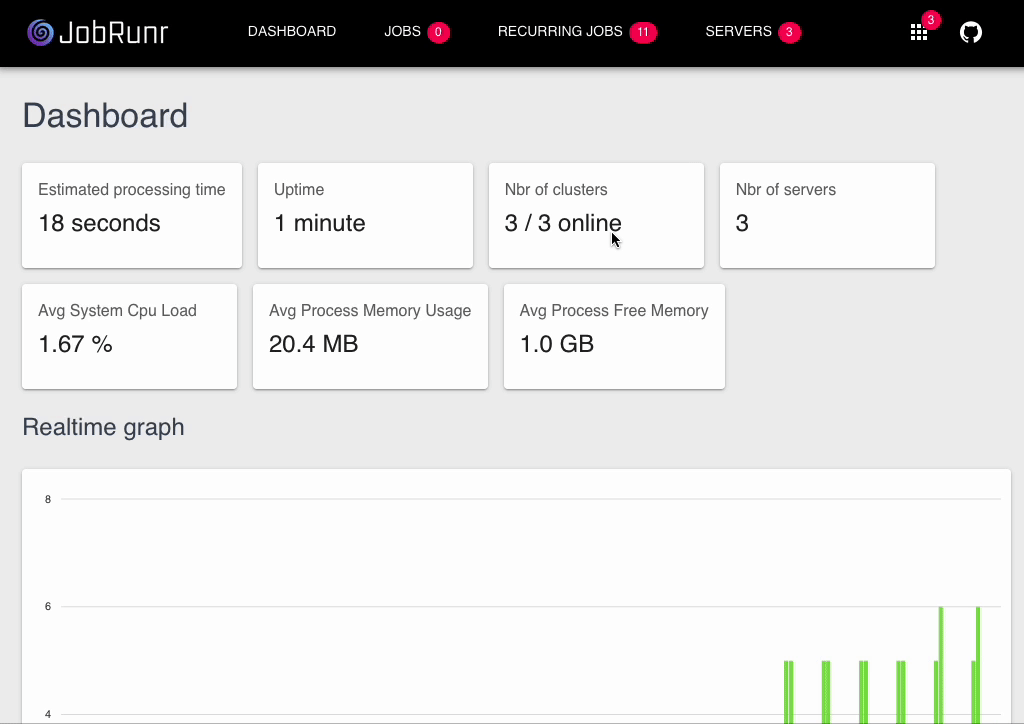 JobRunr DASHBOARD JOBS 0 RECURRING JOBS 11 SERVERS 3 3
Dashboard
Estimated processing time
18 seconds
Uptime
1 minute
Nbr of clusters
3 / 3 online
Nbr of servers
3
Avg System Cpu Load
1.67 %
Avg Process Memory Usage
20.4 MB
Avg Process Free Memory
1.0 GB
Realtime graph
8
6
4